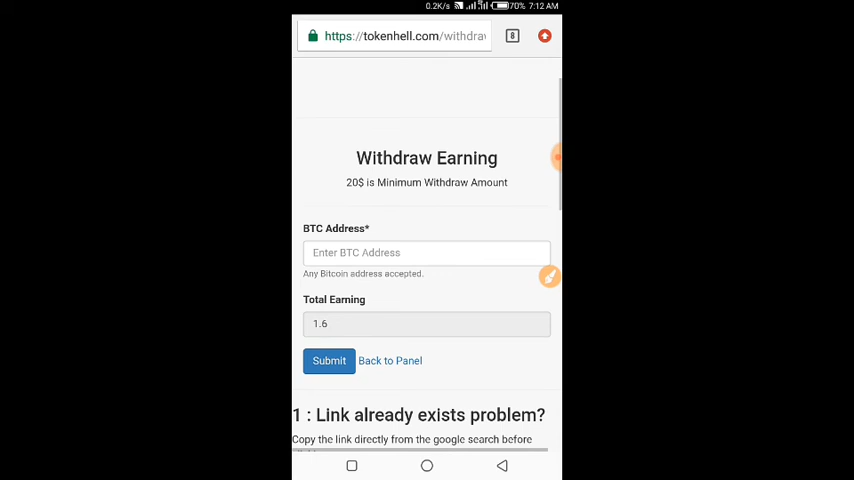 0.2K/s 70% 7:12 AM
https://tokenhell.com/withdraw
8
Withdraw Earning
20$ is Minimum Withdraw Amount
BTC Address*
Enter BTC Address
Any Bitcoin address accepted.
Total Earning
1.6
Submit Back to Panel
1 : Link already exists problem?
Copy the link directly from the google search before